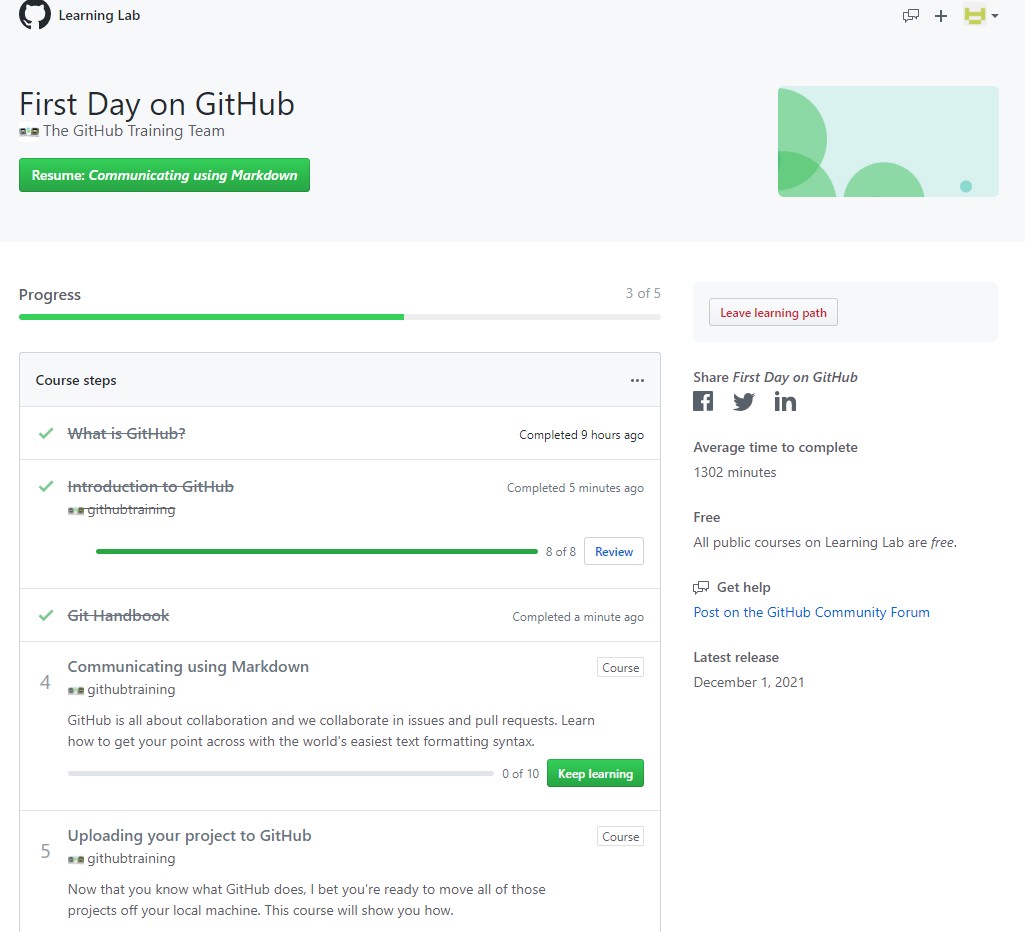 Learning Lab
First Day on GitHub
The GitHub Training Team
Resume: Communicating using Markdown
Progress
3 of 5
Course steps
What is GitHub?
Completed 9 hours ago
Introduction to GitHub
Completed 5 minutes ago
githubtraining
8 of 8
Review
Git Handbook
Completed a minute ago
4
Communicating using Markdown
Course
githubtraining
GitHub is all about collaboration and we collaborate in issues and pull requests. Learn
how to get your point across with the world's easiest text formatting syntax.
0 of 10
Keep learning
5
Uploading your project to GitHub
Course
githubtraining
Now that you know what GitHub does, I bet you're ready to move all of those
projects off your local machine. This course will show you how.
Leave learning path
Share First Day on GitHub
Average time to complete
1302 minutes
Free
All public courses on Learning Lab are free.
Get help
Post on the GitHub Community Forum
Latest release
December 1, 2021